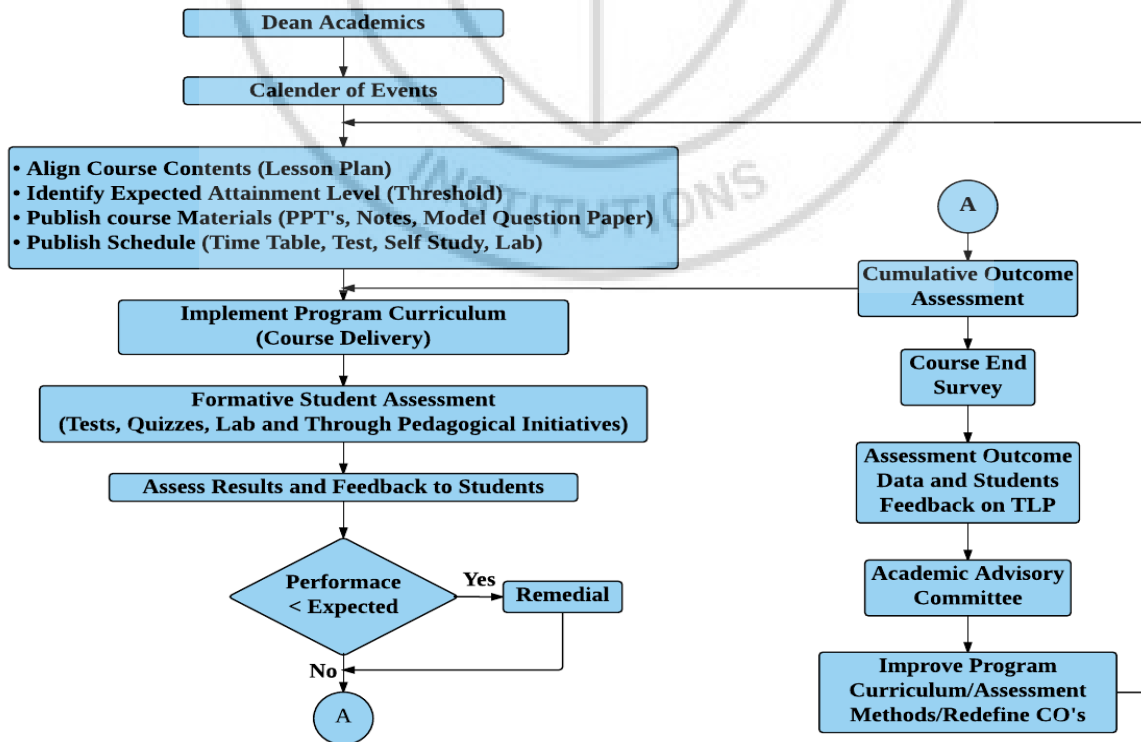 Dean Academics
Calender of Events
• Align Course Contents (Lesson Plan)
• Identify Expected Attainment Level (Threshold)
• Publish course Materials (PPT's, Notes, Model Question Paper)
• Publish Schedule (Time Table, Test, Self Study, Lab)
INSTITUTIONS
Implement Program Curriculum
(Course Delivery)
Formative Student Assessment
(Tests, Quizzes, Lab and Through Pedagogical Initiatives)
Assess Results and Feedback to Students
Performace
< Expected
Yes
Remedial
No
A
A
Cumulative Outcome
Assessment
Course End
Survey
Assessment Outcome
Data and Students
Feedback on TLP
Academic Advisory
Committee
Improve Program
Curriculum/Assessment
Methods/Redefine CO's